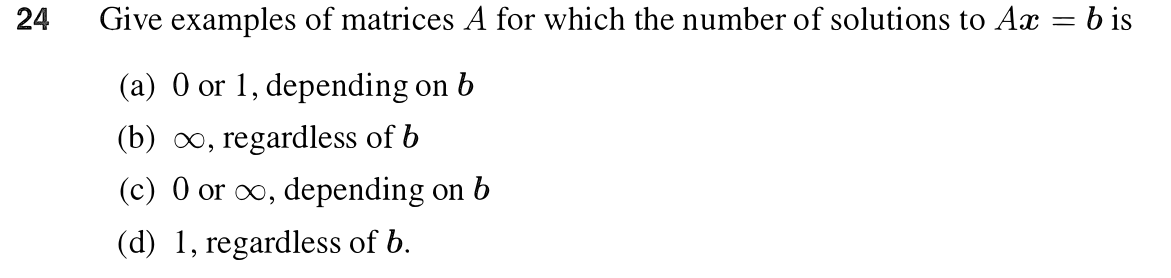 24 Give examples of matrices A for which the number of solutions to Ax = b is
(a) 0 or 1, depending on b
(b) ∞, regardless of b
(c) 0 or ∞, depending on b
(d) 1, regardless of b.